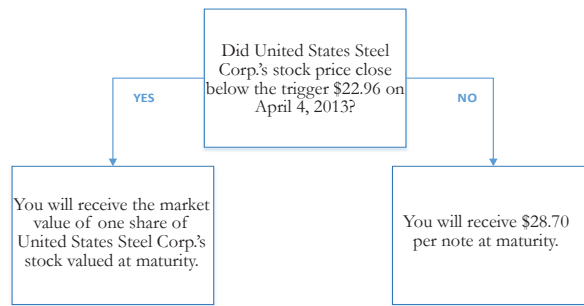 Did United States Steel
Corp.'s stock price close
below the trigger $22.96 on
April 4, 2013?
YES
NO
You will receive the market
value of one share of
United States Steel Corp.'s
stock valued at maturity.
You will receive $28.70
per note at maturity.